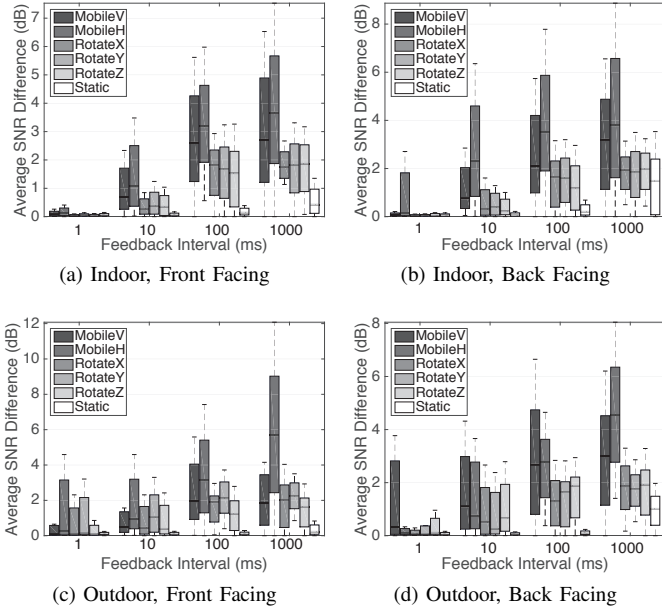 Average SNR Difference (dB)
7
6
5
4
3
2
1
0
MobileV
MobileH
RotateX
RotateY
RotateZ
Static
1 10 100 1000
Feedback Interval (ms)
(a) Indoor, Front Facing
Average SNR Difference (dB)
8
6
4
2
0
MobileV
MobileH
RotateX
RotateY
RotateZ
Static
1 10 100 1000
Feedback Interval (ms)
(b) Indoor, Back Facing
Average SNR Difference (dB)
12
10
8
6
4
2
0
MobileV
MobileH
RotateX
RotateY
RotateZ
Static
1 10 100 1000
Feedback Interval (ms)
(c) Outdoor, Front Facing
Average SNR Difference (dB)
8
6
4
2
0
MobileV
MobileH
RotateX
RotateY
RotateZ
Static
1 10 100 1000
Feedback Interval (ms)
(d) Outdoor, Back Facing